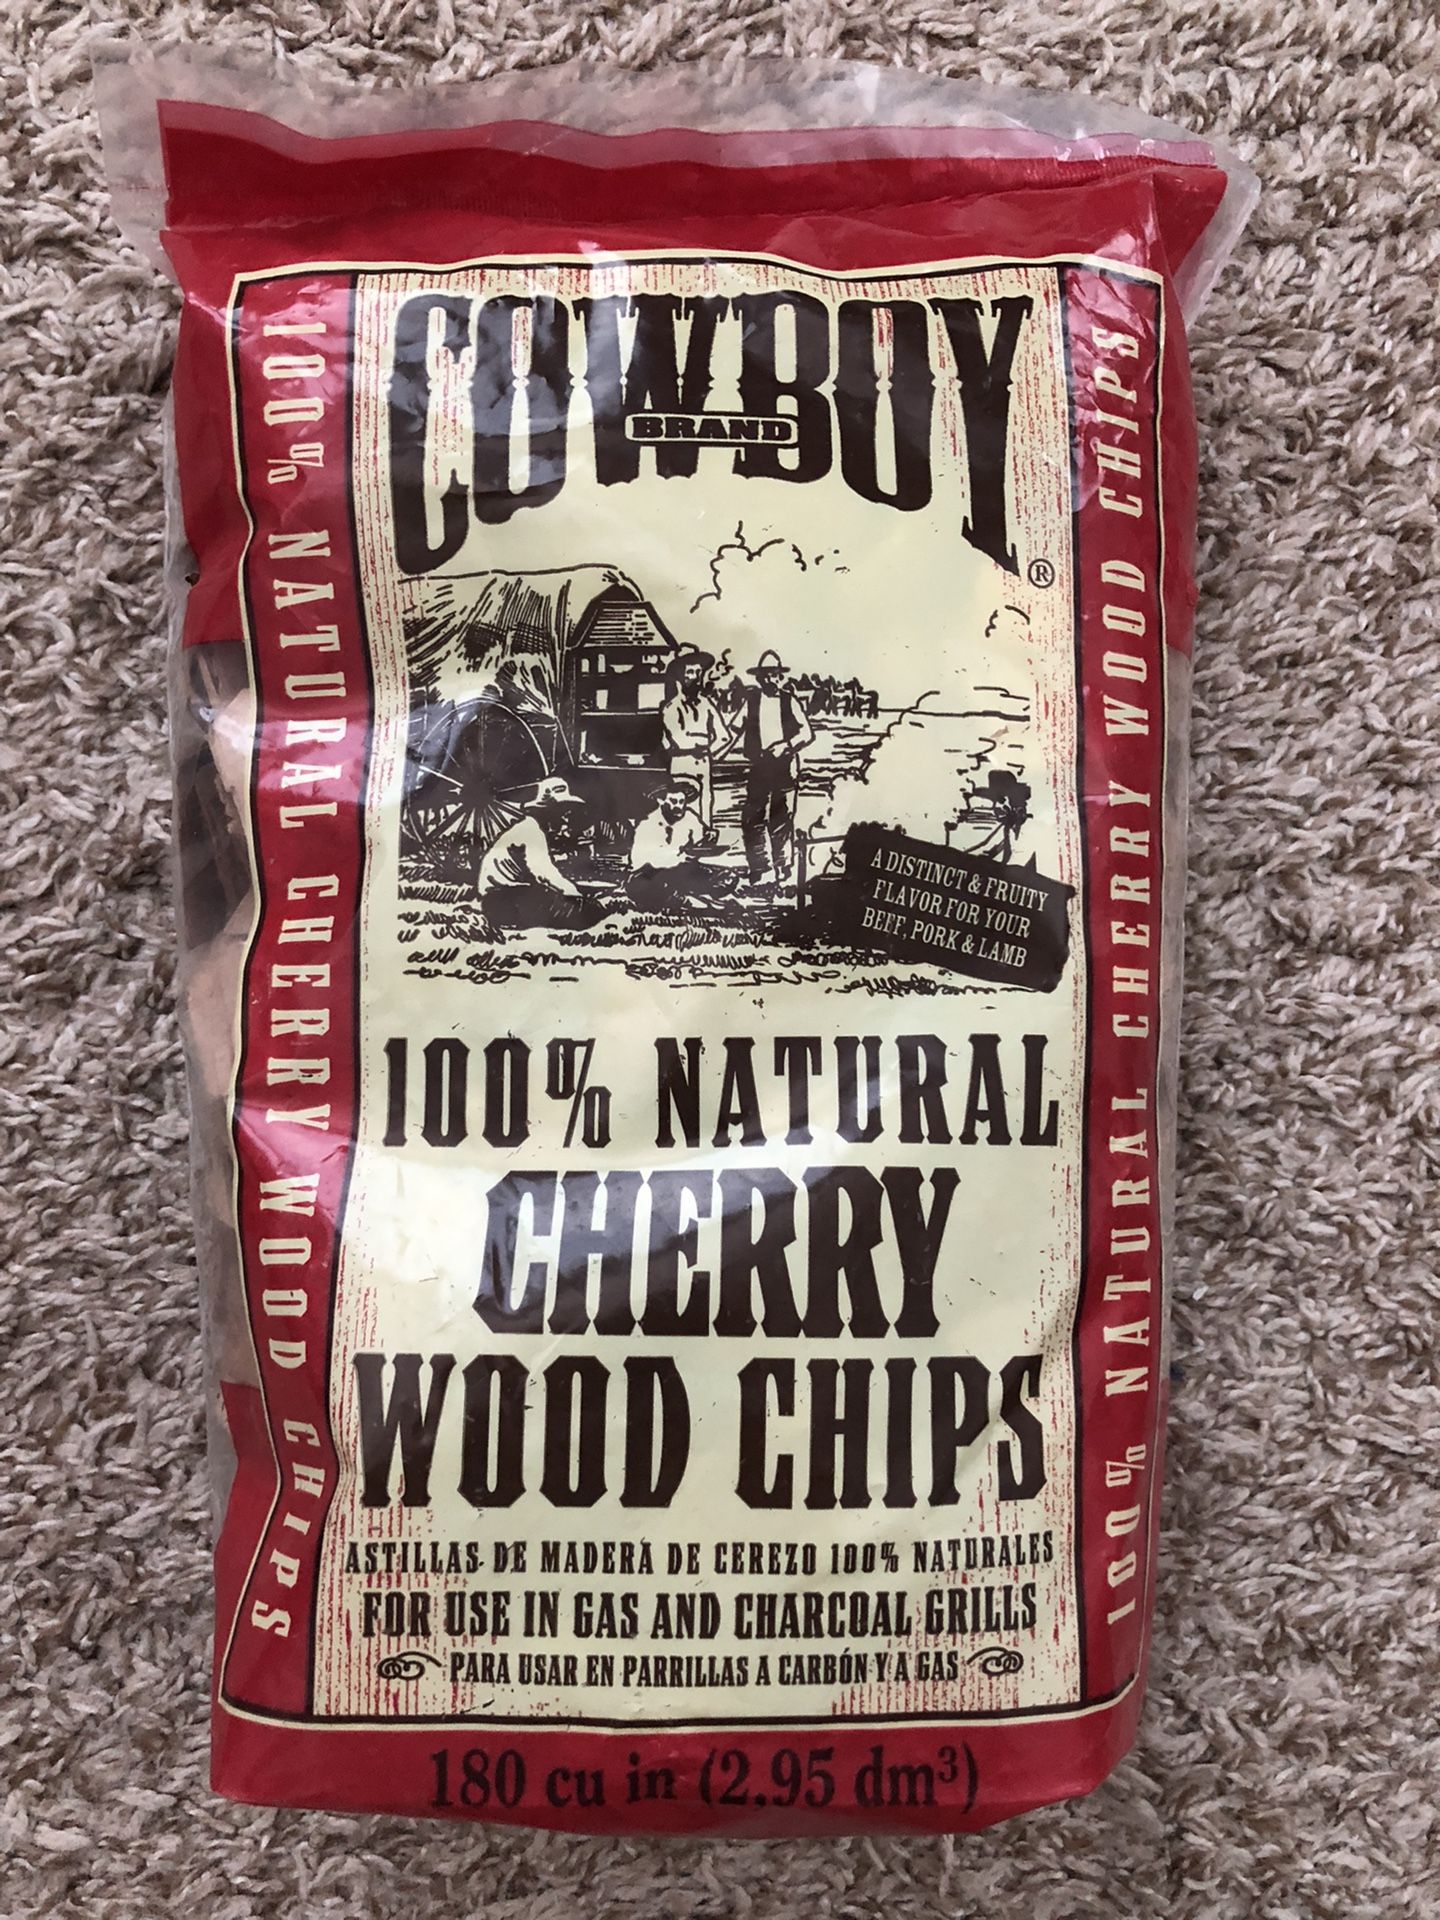 COWBOY
BRAND
®
A DISTINCT & FRUITY
FLAVOR FOR YOUR
BEEF, PORK & LAMB
100% NATURAL
CHERRY
WOOD CHIPS
ASTILLAS DE MADERA DE CEREZO 100% NATURALES
FOR USE IN GAS AND CHARCOAL GRILLS
PARA USAR EN PARRILLAS A CARBÓN Y A GAS
180 cu in (2.95 dm³)
100% NATURAL CHERRY WOOD CHIPS
100% NATURAL CHERRY WOOD CHIPS